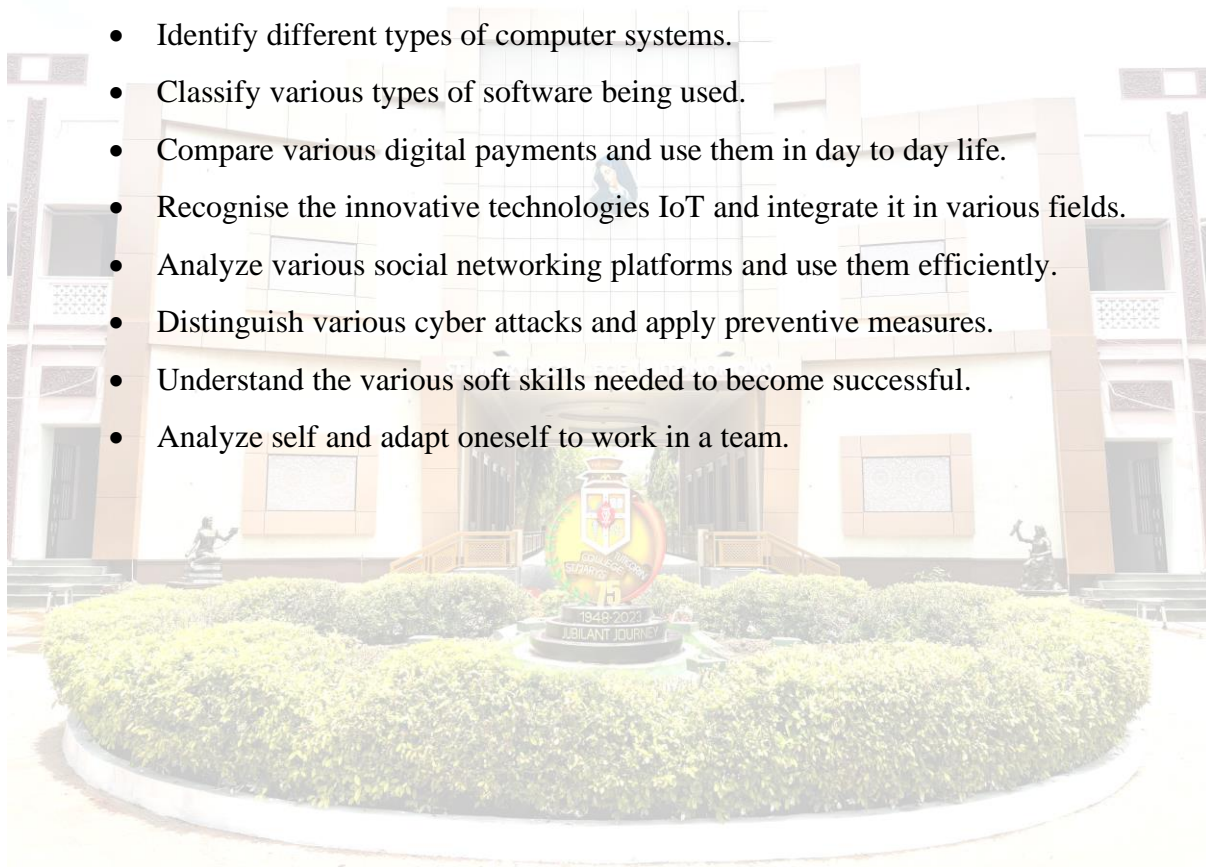 • Identify different types of computer systems.
• Classify various types of software being used.
• Compare various digital payments and use them in day to day life.
• Recognise the innovative technologies IoT and integrate it in various fields.
• Analyze various social networking platforms and use them efficiently.
• Distinguish various cyber attacks and apply preventive measures.
• Understand the various soft skills needed to become successful.
• Analyze self and adapt oneself to work in a team.
1948-2023
JUBILANT JOURNEY